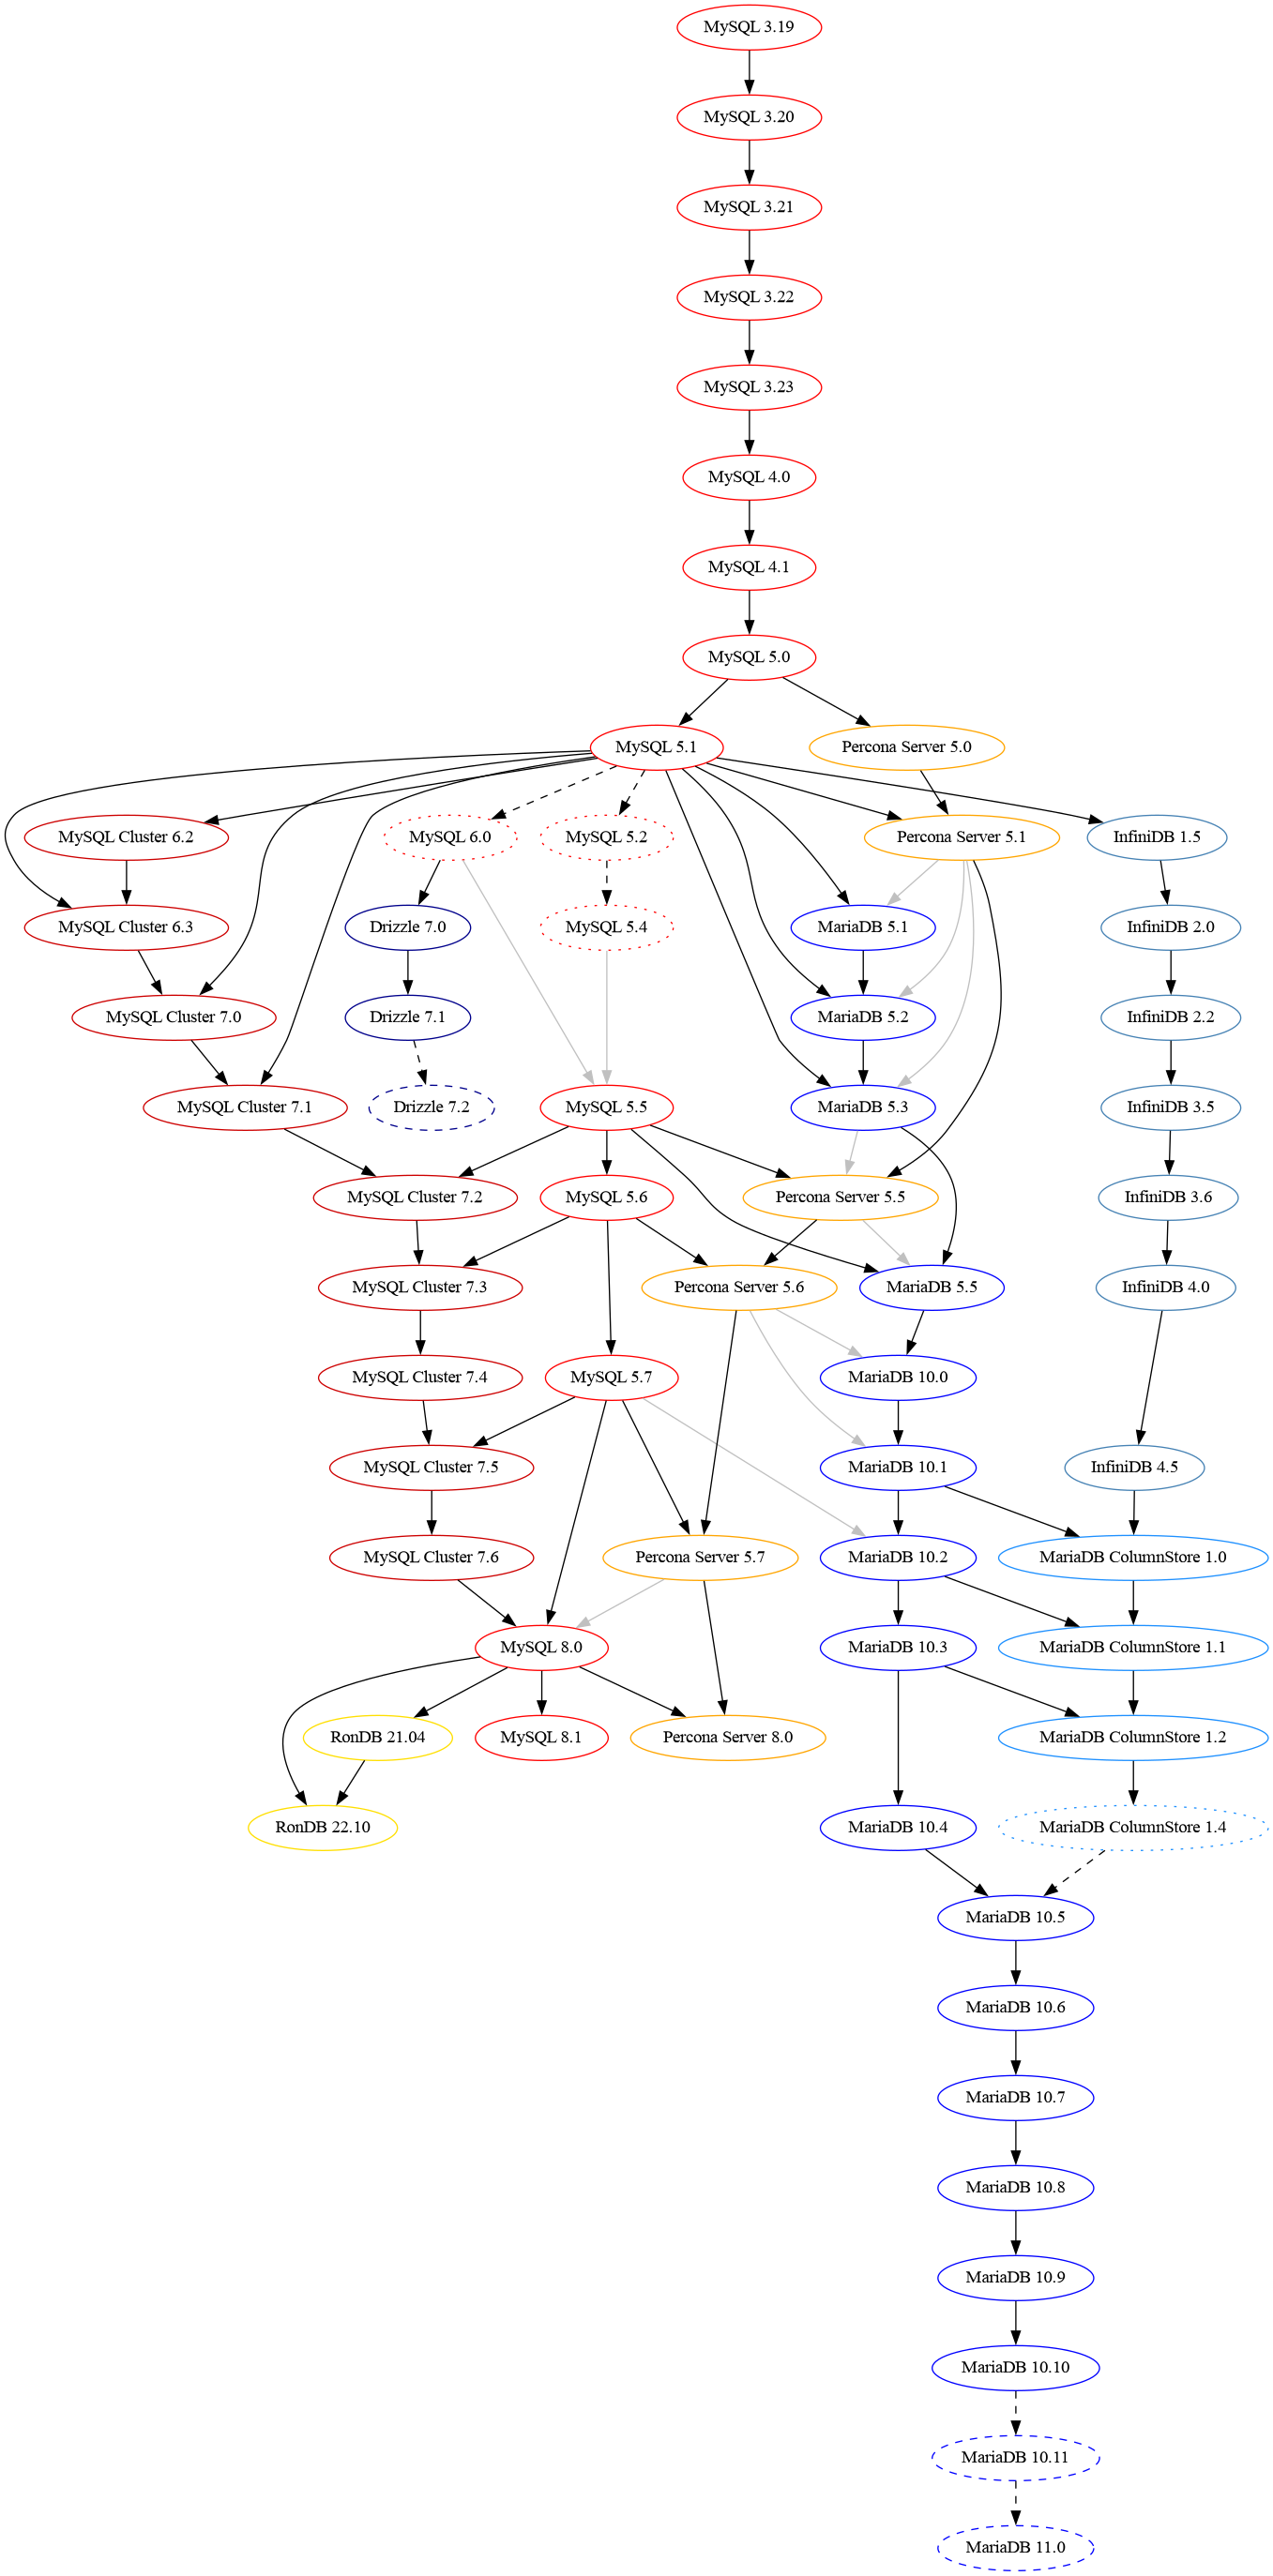 MySQL 3.19
MySQL 3.20
MySQL 3.21
MySQL 3.22
MySQL 3.23
MySQL 4.0
MySQL 4.1
MySQL 5.0
MySQL 5.1
Percona Server 5.0
MySQL Cluster 6.2
MySQL 6.0
MySQL 5.2
Percona Server 5.1
InfiniDB 1.5
MySQL Cluster 6.3
Drizzle 7.0
MySQL 5.4
MariaDB 5.1
InfiniDB 2.0
MySQL Cluster 7.0
Drizzle 7.1
MariaDB 5.2
InfiniDB 2.2
MySQL Cluster 7.1
Drizzle 7.2
MySQL 5.5
MariaDB 5.3
InfiniDB 3.5
MySQL Cluster 7.2
MySQL 5.6
Percona Server 5.5
InfiniDB 3.6
MySQL Cluster 7.3
Percona Server 5.6
MariaDB 5.5
InfiniDB 4.0
MySQL Cluster 7.4
MySQL 5.7
MariaDB 10.0
MySQL Cluster 7.5
MariaDB 10.1
InfiniDB 4.5
MySQL Cluster 7.6
Percona Server 5.7
MariaDB 10.2
MariaDB ColumnStore 1.0
MySQL 8.0
MariaDB 10.3
MariaDB ColumnStore 1.1
RonDB 21.04
MySQL 8.1
Percona Server 8.0
MariaDB ColumnStore 1.2
RonDB 22.10
MariaDB 10.4
MariaDB ColumnStore 1.4
MariaDB 10.5
MariaDB 10.6
MariaDB 10.7
MariaDB 10.8
MariaDB 10.9
MariaDB 10.10
MariaDB 10.11
MariaDB 11.0